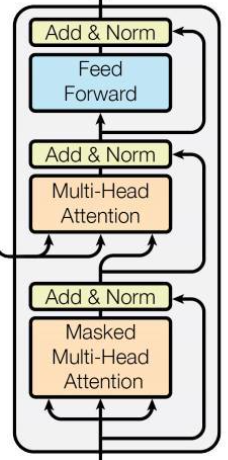 Add & Norm
Feed
Forward
Add & Norm
Multi-Head
Attention
Add & Norm
Masked
Multi-Head
Attention